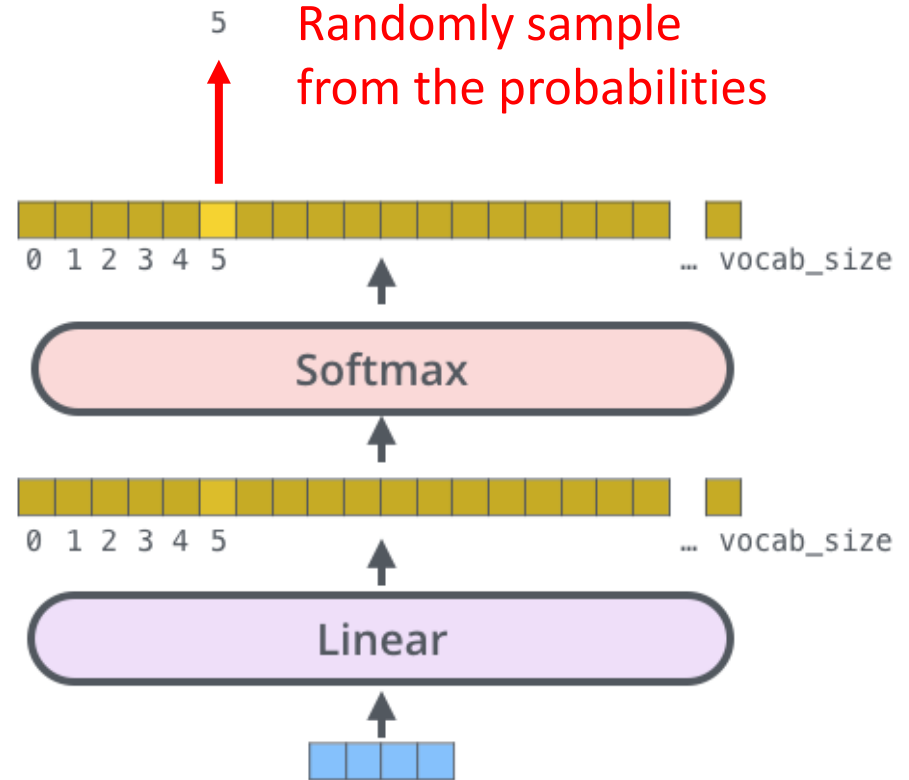 5
Randomly sample
from the probabilities
0 1 2 3 4 5 … vocab_size
Softmax
0 1 2 3 4 5 … vocab_size
Linear